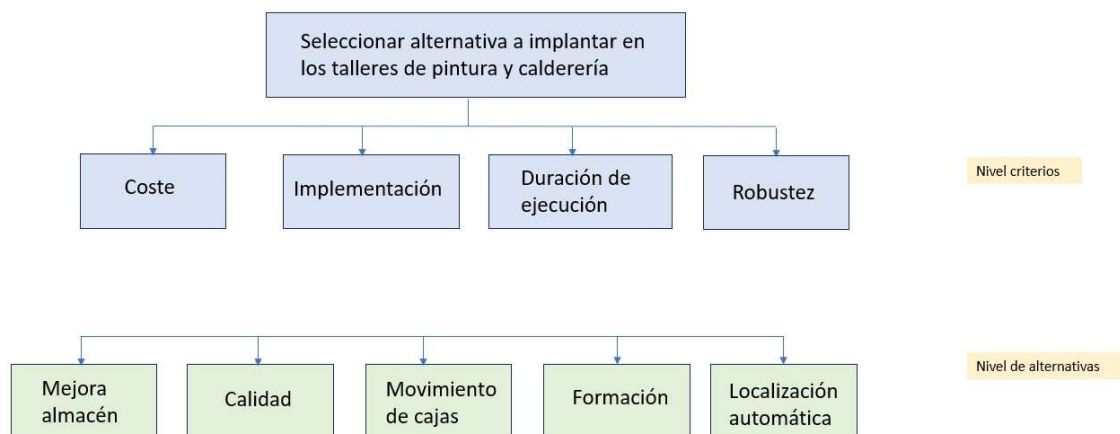 Seleccionar alternativa a implantar en
los talleres de pintura y calderería
Coste
Implementación
Duración de
ejecución
Robustez
Nivel criterios
Mejora
almacén
Calidad
Movimiento
de cajas
Formación
Localización
automática
Nivel de alternativas